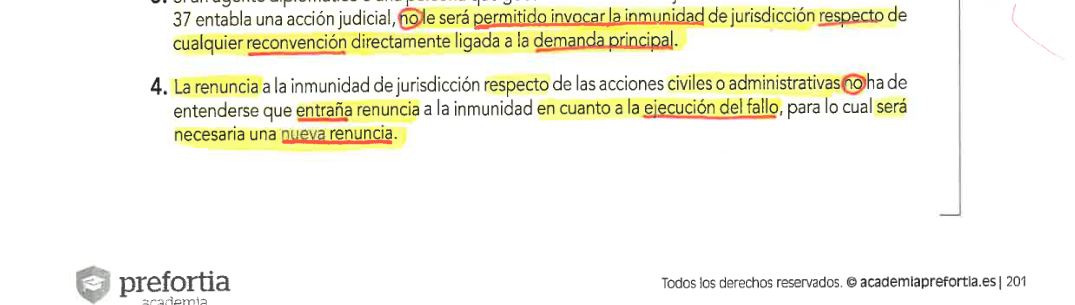 37 entabla una acción judicial, no le será permitido invocar la inmunidad de jurisdicción respecto de
cualquier reconvención directamente ligada a la demanda principal.
4. La renuncia a la inmunidad de jurisdicción respecto de las acciones civiles o administrativas no ha de
entenderse que entraña renuncia a la inmunidad en cuanto a la ejecución del fallo, para lo cual será
necesaria una nueva renuncia.
prefortia
academia
Todos los derechos reservados. © academiaprefortia.es | 201